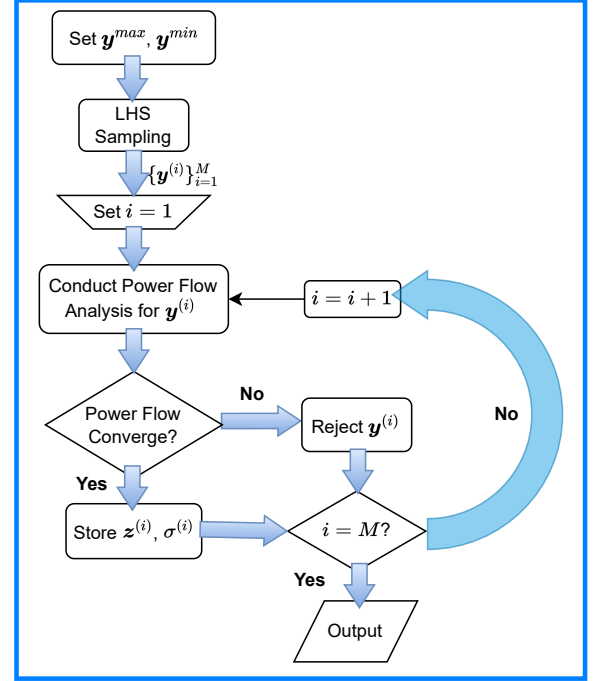 Set y^{max}, y^{min}
LHS
Sampling
{y^{(i)}}_{i=1}^{M}
Set i = 1
Conduct Power Flow
Analysis for y^{(i)}
i = i + 1
Power Flow
Converge?
No
Reject y^{(i)}
No
Yes
Store z^{(i)}, σ^{(i)}
i = M?
Yes
Output